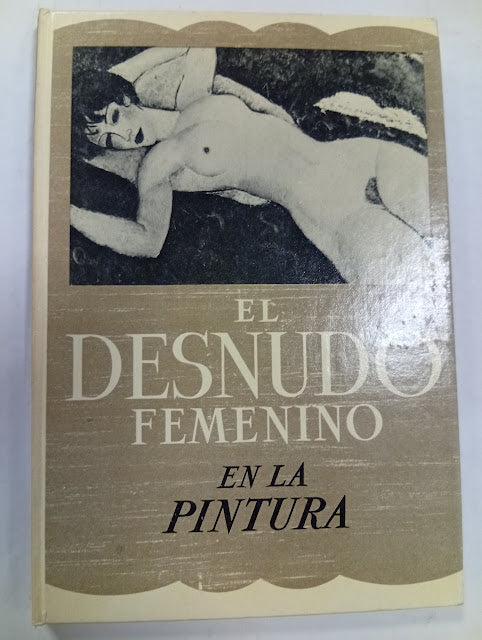 EL
DESNUDO
FEMENINO
EN LA
PINTURA